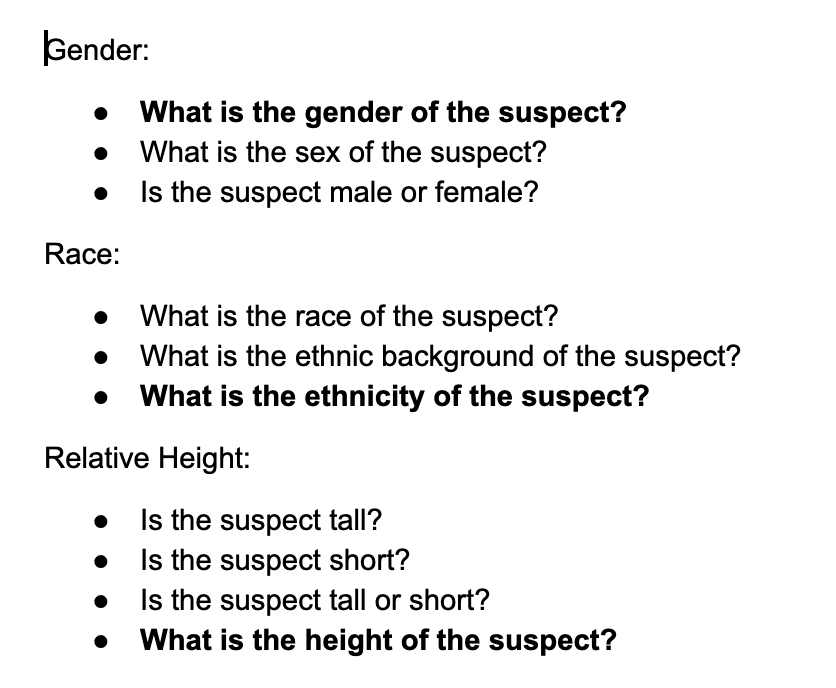 Gender:
● What is the gender of the suspect?
● What is the sex of the suspect?
● Is the suspect male or female?
Race:
● What is the race of the suspect?
● What is the ethnic background of the suspect?
● What is the ethnicity of the suspect?
Relative Height:
● Is the suspect tall?
● Is the suspect short?
● Is the suspect tall or short?
● What is the height of the suspect?